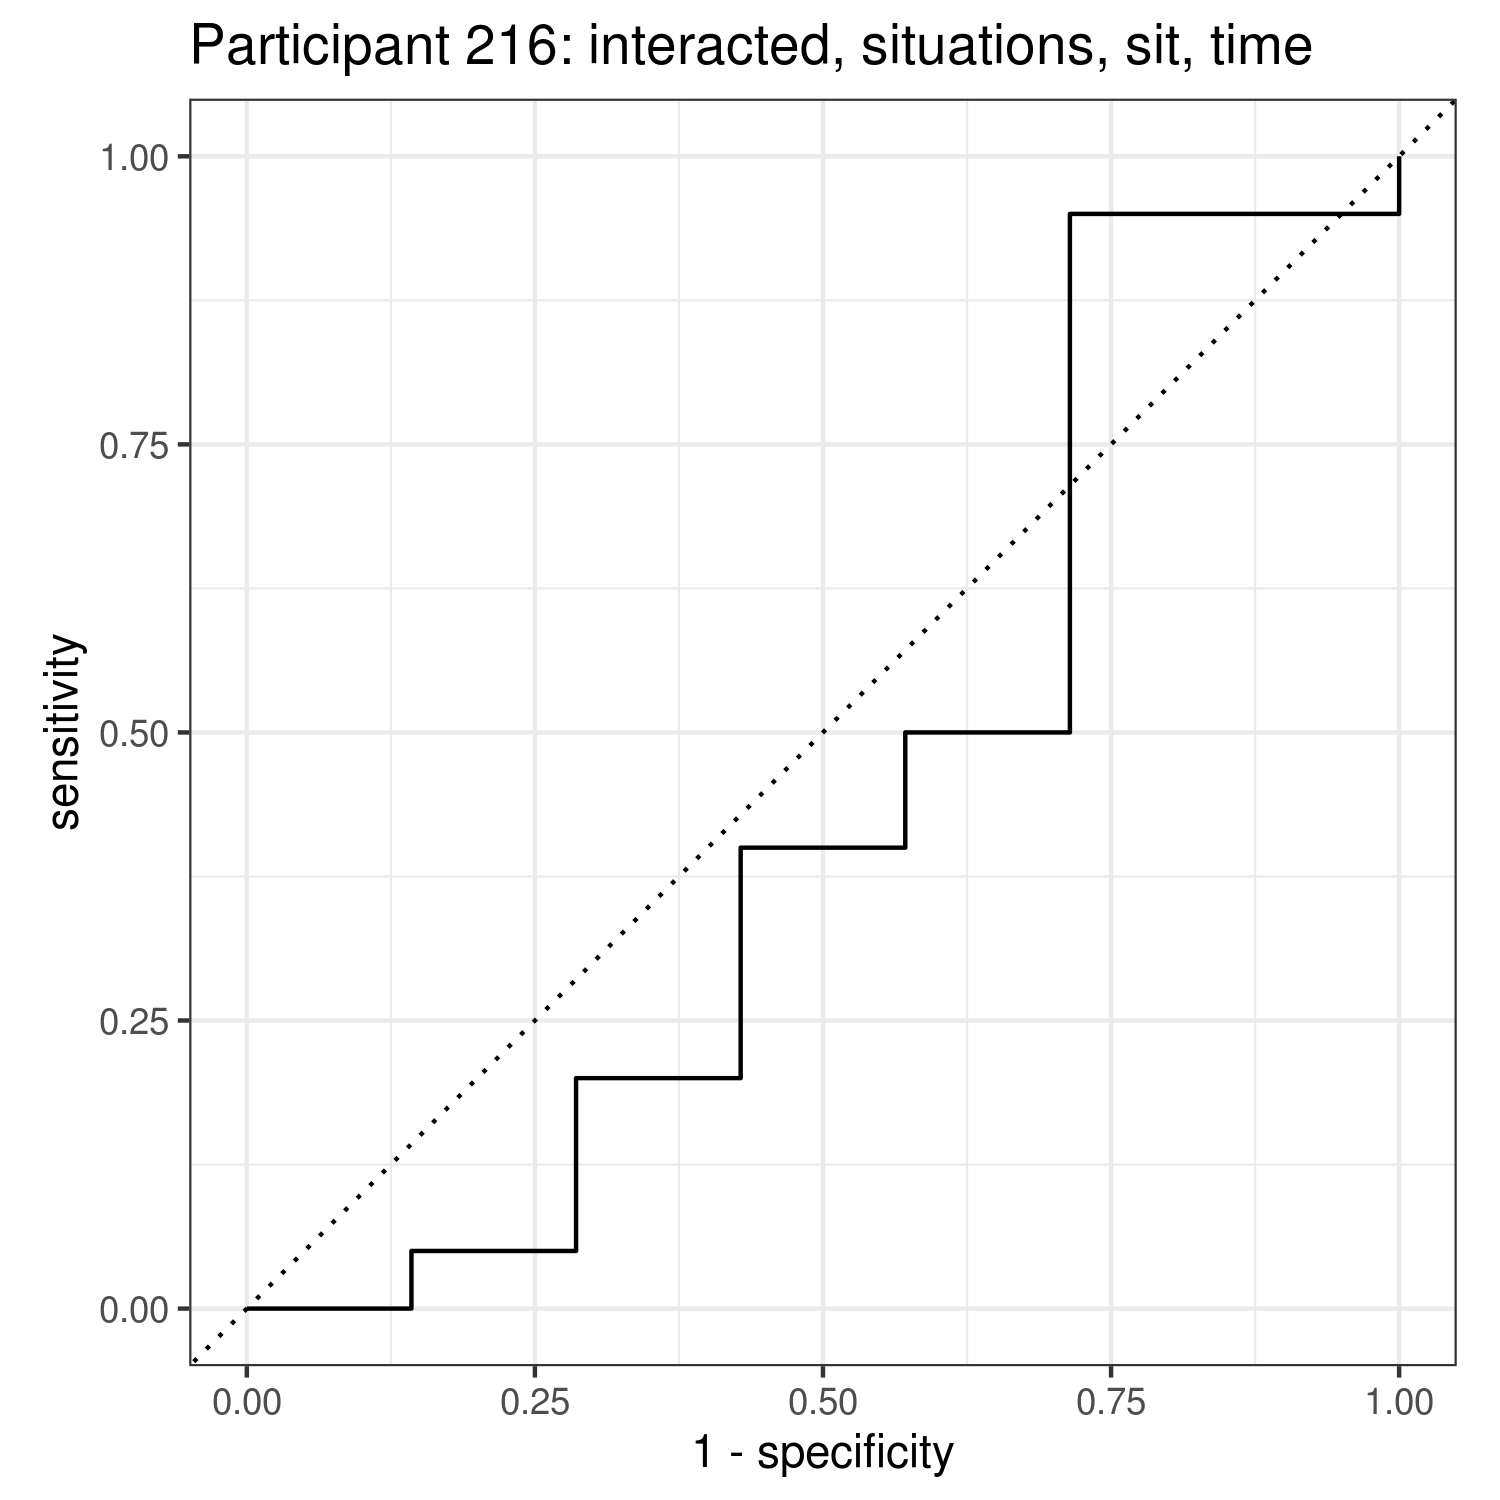 Participant 216: interacted, situations, sit, time
1.00
0.75
0.50
0.25
0.00
sensitivity
0.00 0.25 0.50 0.75 1.00
1 - specificity